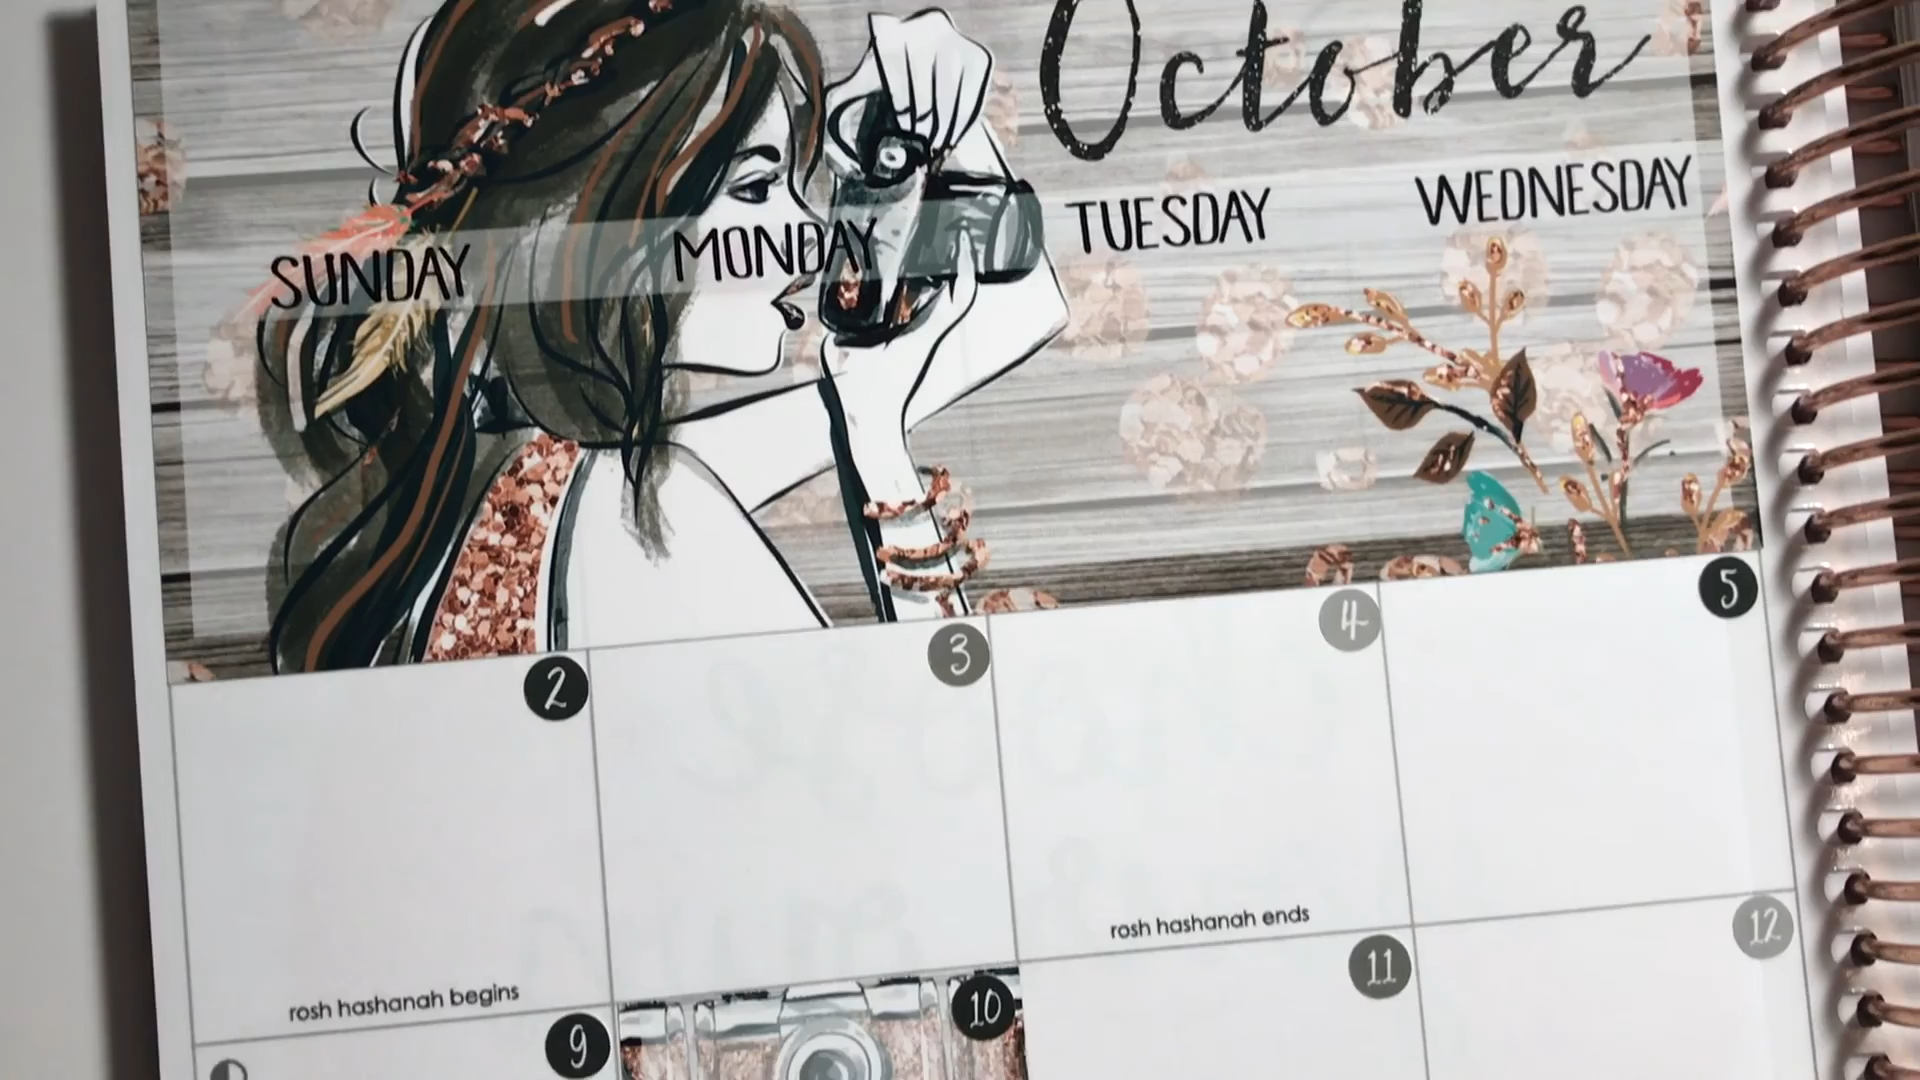 October
SUNDAY MONDAY TUESDAY WEDNESDAY
2 3 4 5
rosh hashanah begins
rosh hashanah ends
9 10 11 12